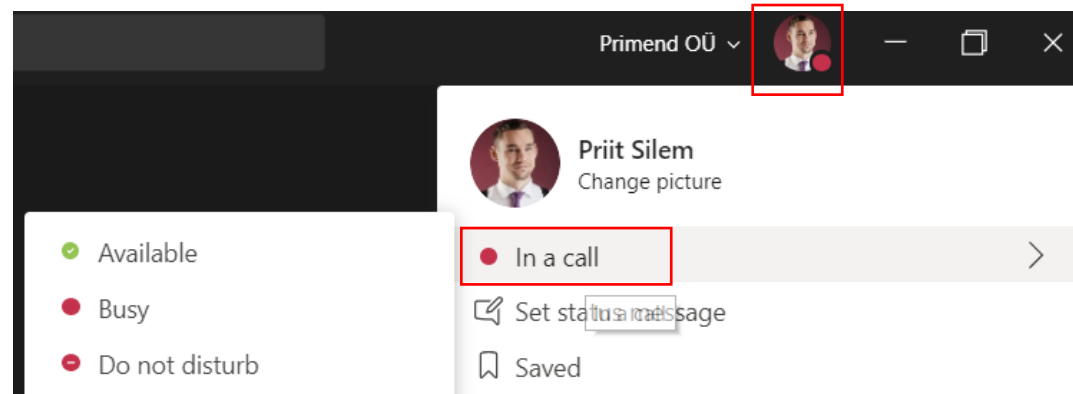 Primend OÜ
Priit Silem
Change picture
In a call
Set status message
Saved
Available
Busy
Do not disturb